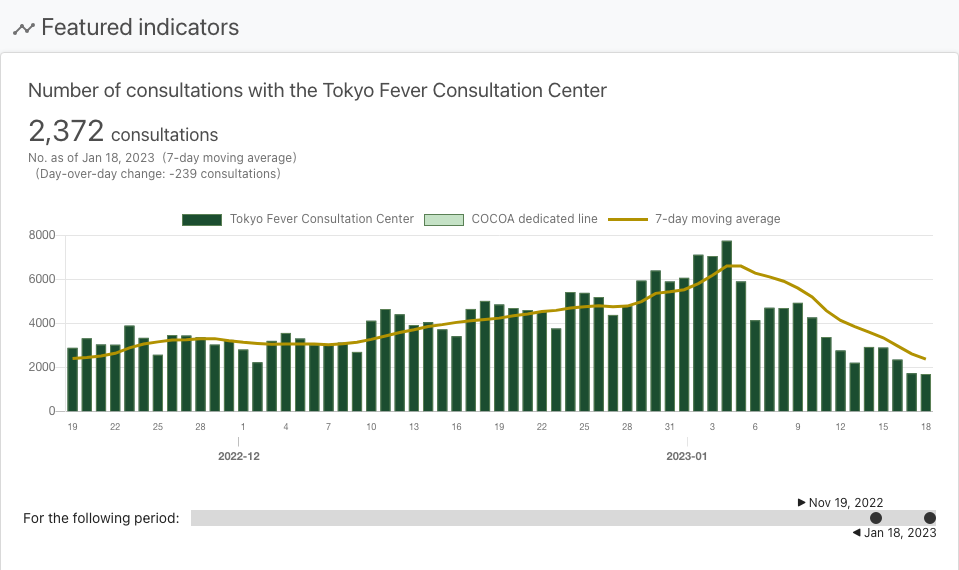 Featured indicators
Number of consultations with the Tokyo Fever Consultation Center
2,372 consultations
No. as of Jan 18, 2023 (7-day moving average)
(Day-over-day change: -239 consultations)
Tokyo Fever Consultation Center COCOA dedicated line 7-day moving average
8000
6000
4000
2000
0
19 22 25 28 1 4 7 10 13 16 19 22 25 28 31 3 6 9 12 15 18
2022-12 2023-01
Nov 19, 2022
For the following period:
Jan 18, 2023